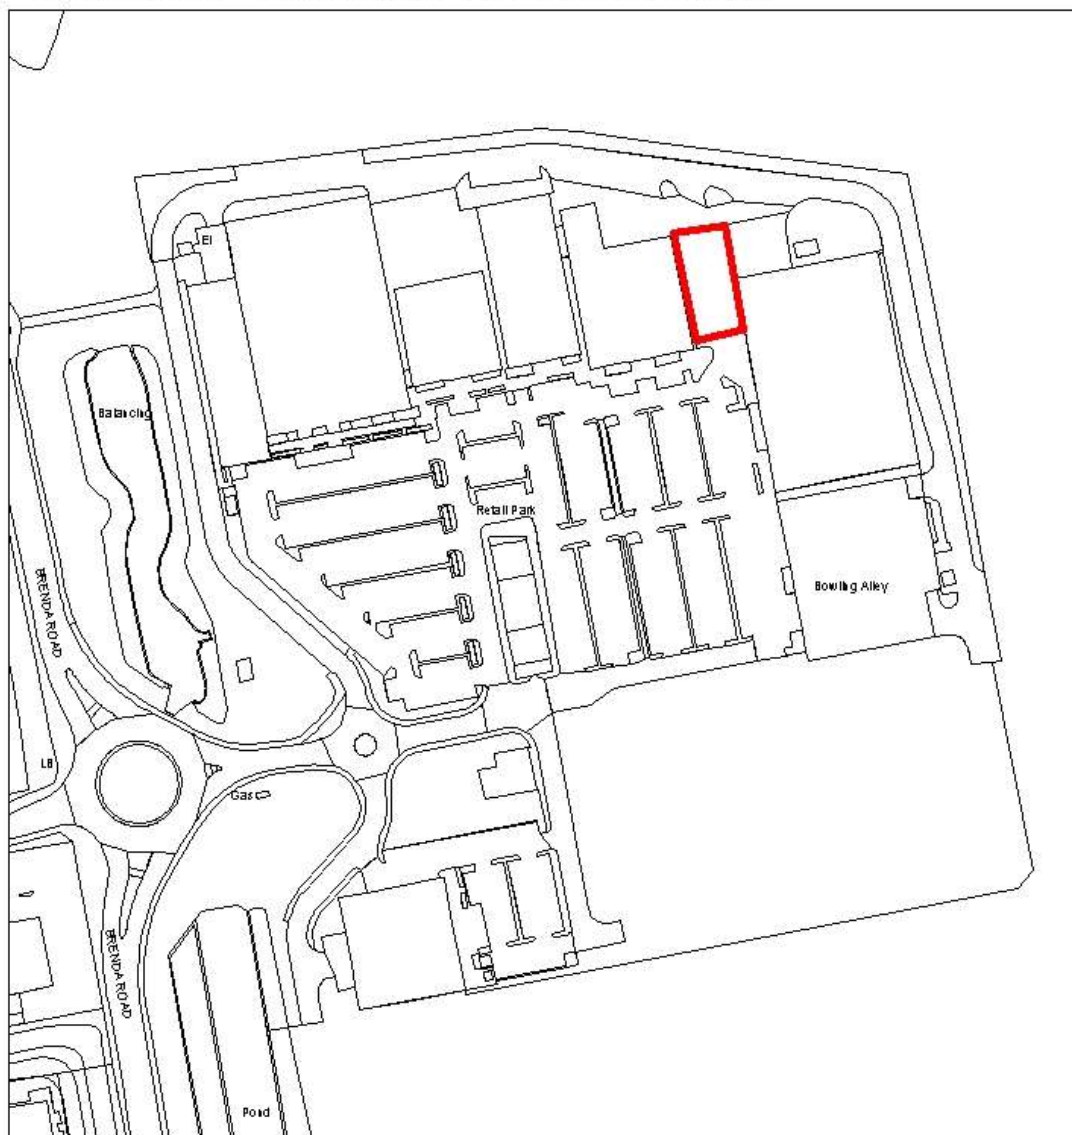 El
Balancing
Retail Park
BRENDA ROAD
Bowling Alley
LB
Gas
BRENDA ROAD
Pond